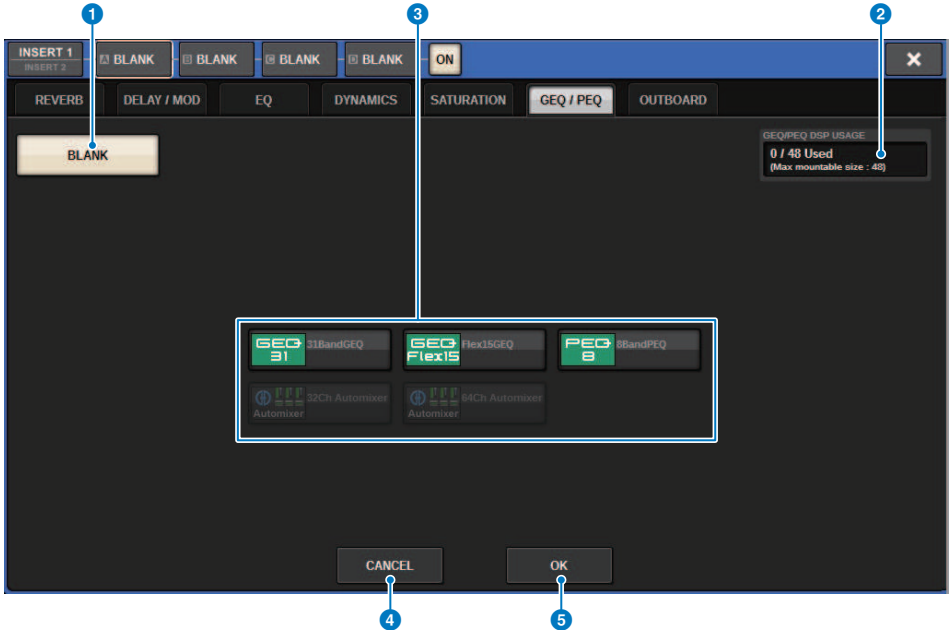 1 3 2
INSERT 1
INSERT 2
A BLANK B BLANK C BLANK D BLANK ON ×
REVERB DELAY / MOD EQ DYNAMICS SATURATION GEQ / PEQ OUTBOARD
BLANK
GEQ/PEQ DSP USAGE
0 / 48 Used
(Max mountable size : 48)
GEQ 31 31BandGEQ
GEQ Flex15 Flex15GEQ
PEQ 8 8BandPEQ
Automixer 32Ch Automixer
Automixer 64Ch Automixer
CANCEL OK
4 5